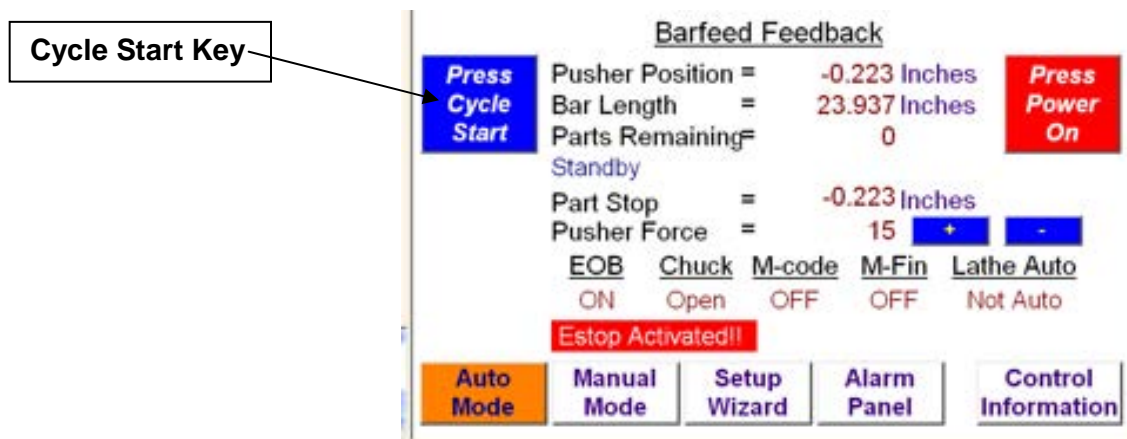 Cycle Start Key
Barfeed Feedback
Press
Cycle
Start
Pusher Position = -0.223 Inches
Bar Length = 23.937 Inches
Parts Remaining= 0
Standby
Part Stop = -0.223 Inches
Pusher Force = 15 + -
Press
Power
On
EOB Chuck M-code M-Fin Lathe Auto
ON Open OFF OFF Not Auto
Estop Activated!!
Auto
Mode
Manual
Mode
Setup
Wizard
Alarm
Panel
Control
Information